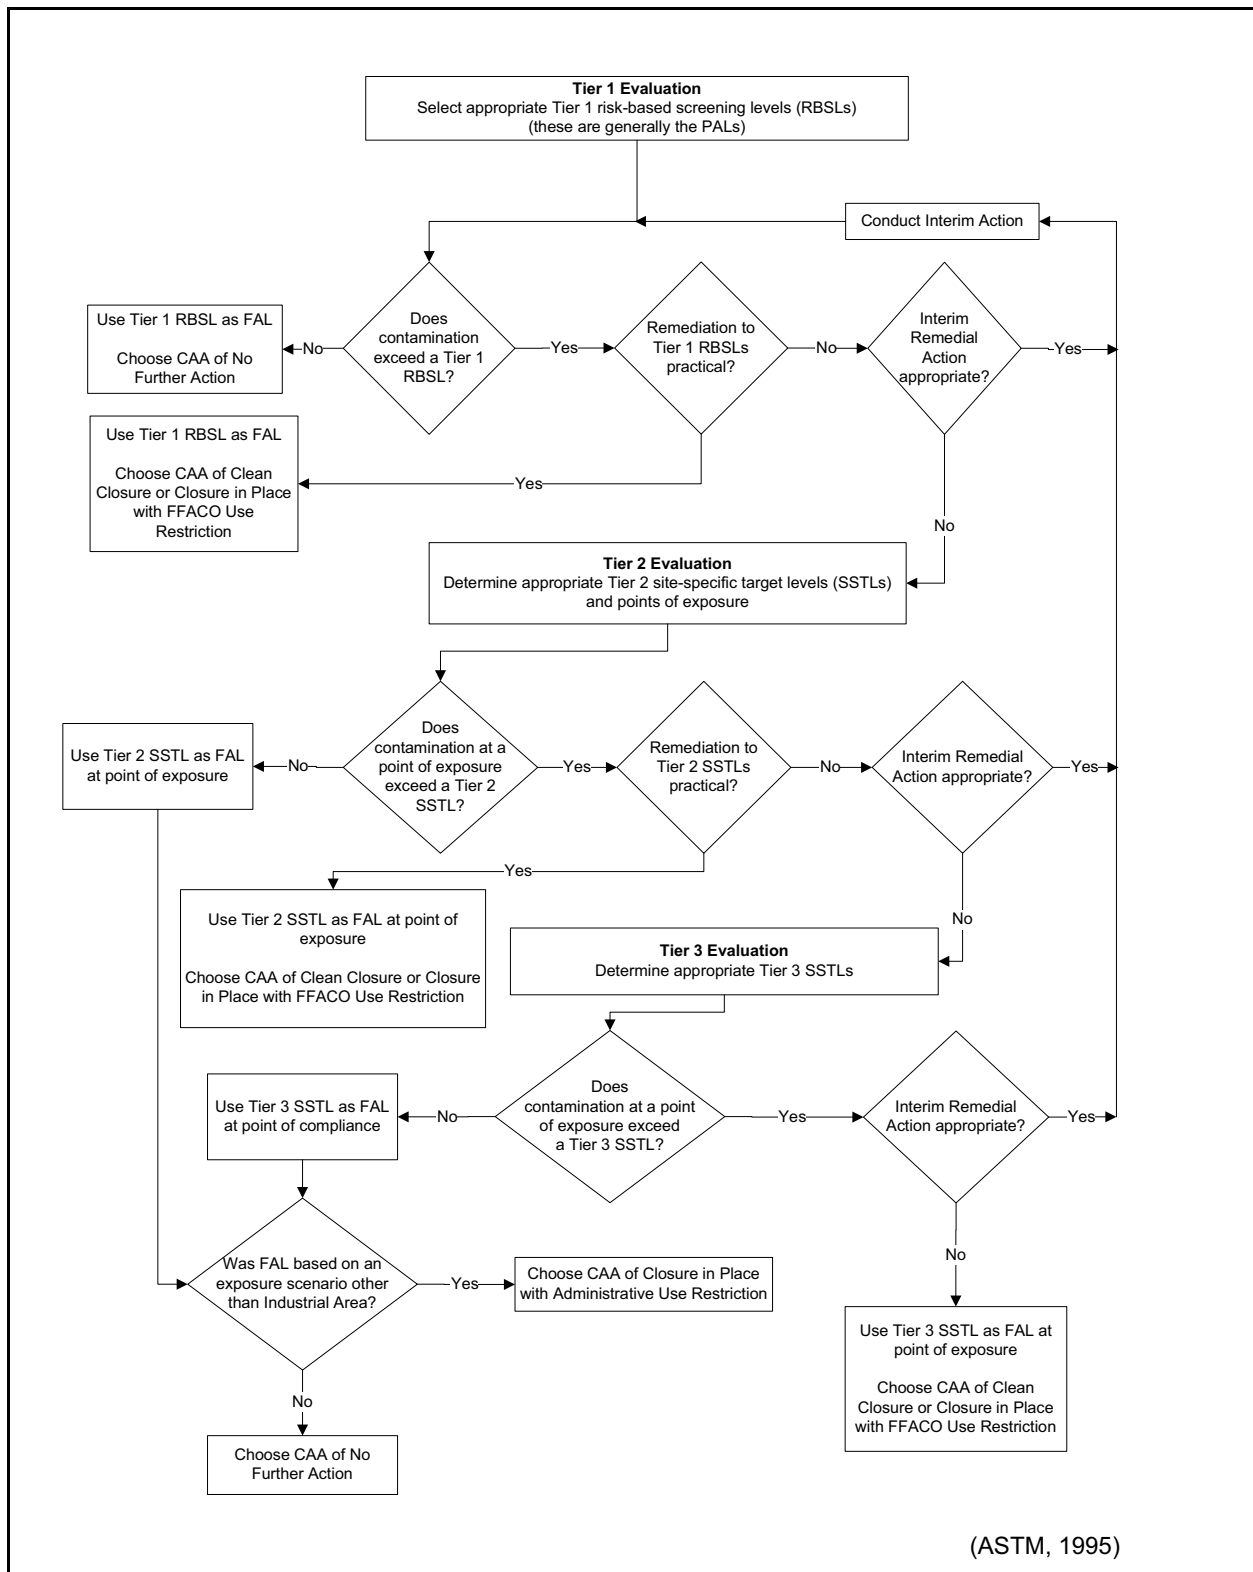 Tier 1 Evaluation
Select appropriate Tier 1 risk-based screening levels (RBSLs)
(these are generally the PALs)
Conduct Interim Action
Use Tier 1 RBSL as FAL
Choose CAA of No
Further Action
No
Does
contamination
exceed a Tier 1
RBSL?
Yes
Remediation to
Tier 1 RBSLs
practical?
No
Interim
Remedial
Action
appropriate?
Yes
Use Tier 1 RBSL as FAL
Choose CAA of Clean
Closure or Closure in Place
with FFACO Use
Restriction
Yes
No
Tier 2 Evaluation
Determine appropriate Tier 2 site-specific target levels (SSTLs)
and points of exposure
Use Tier 2 SSTL as FAL
at point of exposure
No
Does
contamination at a
point of exposure
exceed a Tier 2
SSTL?
Yes
Remediation to
Tier 2 SSTLs
practical?
No
Interim Remedial
Action appropriate?
Yes
Yes
Use Tier 2 SSTL as FAL at point of
exposure
Choose CAA of Clean Closure or Closure
in Place with FFACO Use Restriction
No
Tier 3 Evaluation
Determine appropriate Tier 3 SSTLs
Use Tier 3 SSTL as FAL
at point of compliance
No
Does
contamination at a point
of exposure exceed
a Tier 3 SSTL?
Yes
Interim Remedial
Action appropriate?
Yes
Was FAL based on an
exposure scenario other
than Industrial Area?
Yes
Choose CAA of Closure in Place
with Administrative Use Restriction
No
Use Tier 3 SSTL as FAL at
point of exposure
Choose CAA of Clean
Closure or Closure in Place
with FFACO Use Restriction
No
Choose CAA of No
Further Action
(ASTM, 1995)